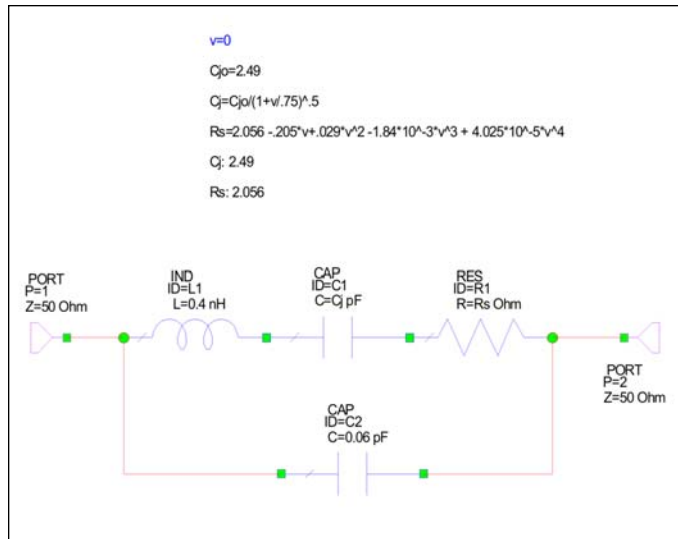 v=0
Cjo=2.49
Cj=Cjo/(1+v/.75)^.5
Rs=2.056 -.205*v+.029*v^2 -1.84*10^-3*v^3 + 4.025*10^-5*v^4
Cj: 2.49
Rs: 2.056
PORT
P=1
Z=50 Ohm
IND
ID=L1
L=0.4 nH
CAP
ID=C1
C=Cj pF
RES
ID=R1
R=Rs Ohm
PORT
P=2
Z=50 Ohm
CAP
ID=C2
C=0.06 pF